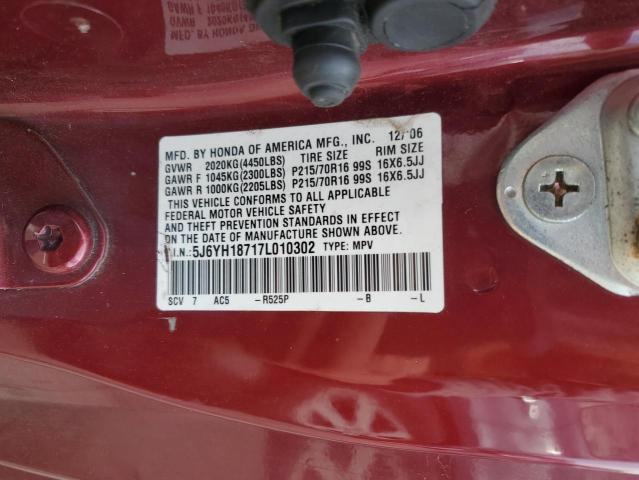 MFD. BY HONDA OF AMERICA MFG., INC. 12/06
GVWR 2020KG(4450LBS) TIRE SIZE RIM SIZE
GAWR F 1045KG(2300LBS) P215/70R16 99S 16X6.5JJ
GAWR R 1000KG(2205LBS) P215/70R16 99S 16X6.5JJ
THIS VEHICLE CONFORMS TO ALL APPLICABLE
FEDERAL MOTOR VEHICLE SAFETY
AND THEFT PREVENTION STANDARDS IN EFFECT
ON THE DATE OF MANUFACTURE SHOWN ABOVE.
V.I.N.: 5J6YH18717L010302 TYPE: MPV
SCV 7 AC5 -R525P -B -L